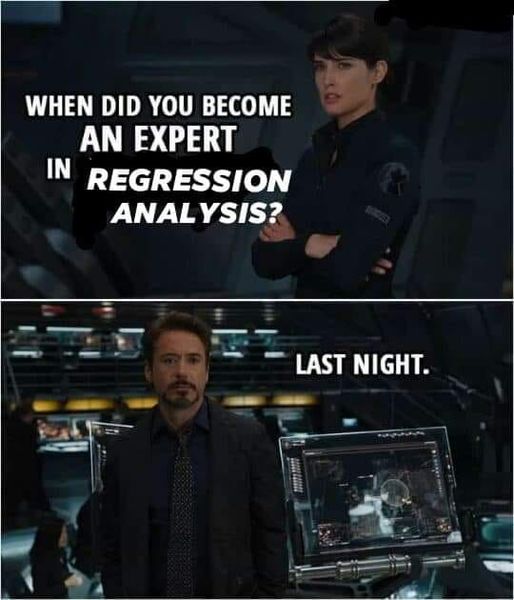 WHEN DID YOU BECOME
AN EXPERT
IN REGRESSION
ANALYSIS?
LAST NIGHT.